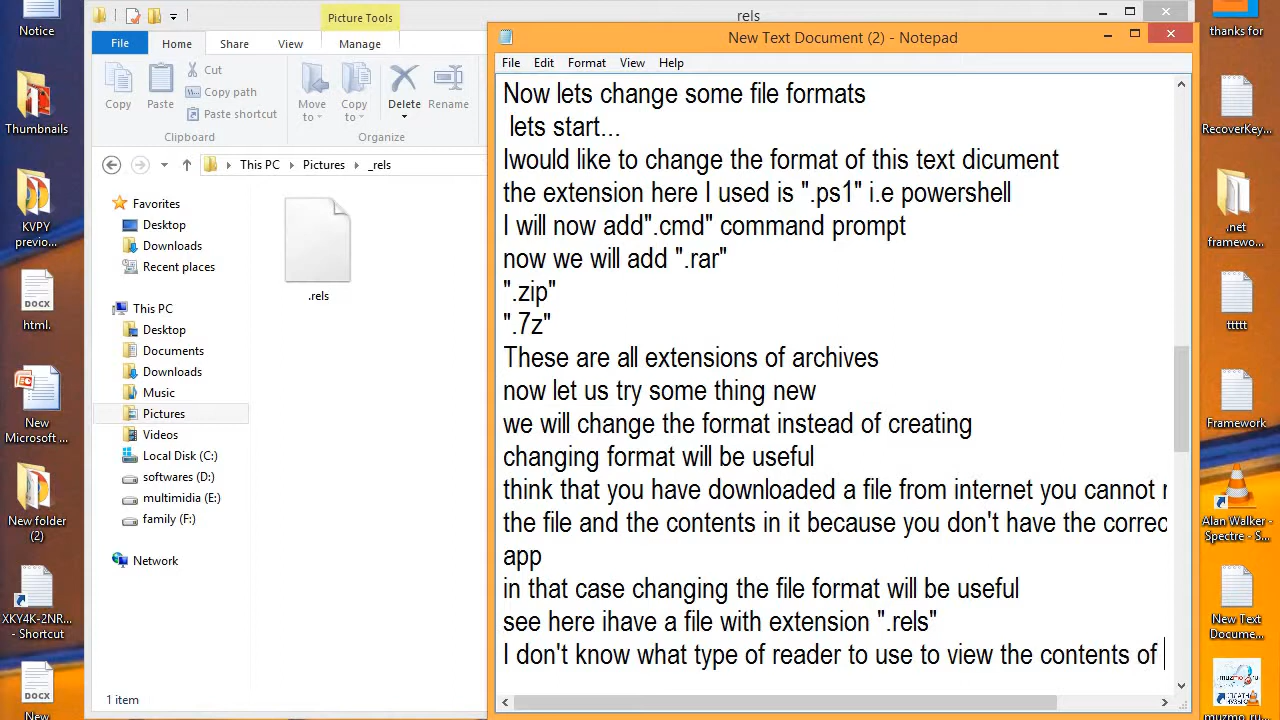 Notice
Thumbnails
KVPY
previo...
html.
New
Microsoft ...
New folder
(2)
XKY4K-2NR...
- Shortcut
New
Picture Tools
rels
File
Home
Share
View
Manage
Copy
Paste
Cut
Copy path
Paste shortcut
Clipboard
Move
to
Copy
to
Delete
Rename
Organize
This PC
Pictures
_rels
Favorites
Desktop
Downloads
Recent places
This PC
Desktop
Documents
Downloads
Music
Pictures
Videos
Local Disk (C:)
softwares (D:)
multimidia (E:)
family (F:)
Network
.rels
1 item
New Text Document (2) - Notepad
File Edit Format View Help
Now lets change some file formats
lets start...
Iwould like to change the format of this text dicument
the extension here I used is ".ps1" i.e powershell
I will now add".cmd" command prompt
now we will add ".rar"
".zip"
".7z"
These are all extensions of archives
now let us try some thing new
we will change the format instead of creating
changing format will be useful
think that you have downloaded a file from internet you cannot
the file and the contents in it because you don't have the correc
app
in that case changing the file format will be useful
see here ihave a file with extension ".rels"
I don't know what type of reader to use to view the contents of
thanks for
RecoverKey...
.net
framewo...
ttttt
Framework
Alan Walker -
Spectre - S...
New Text
Docume...
muzmo.ru
muzmo.ru...